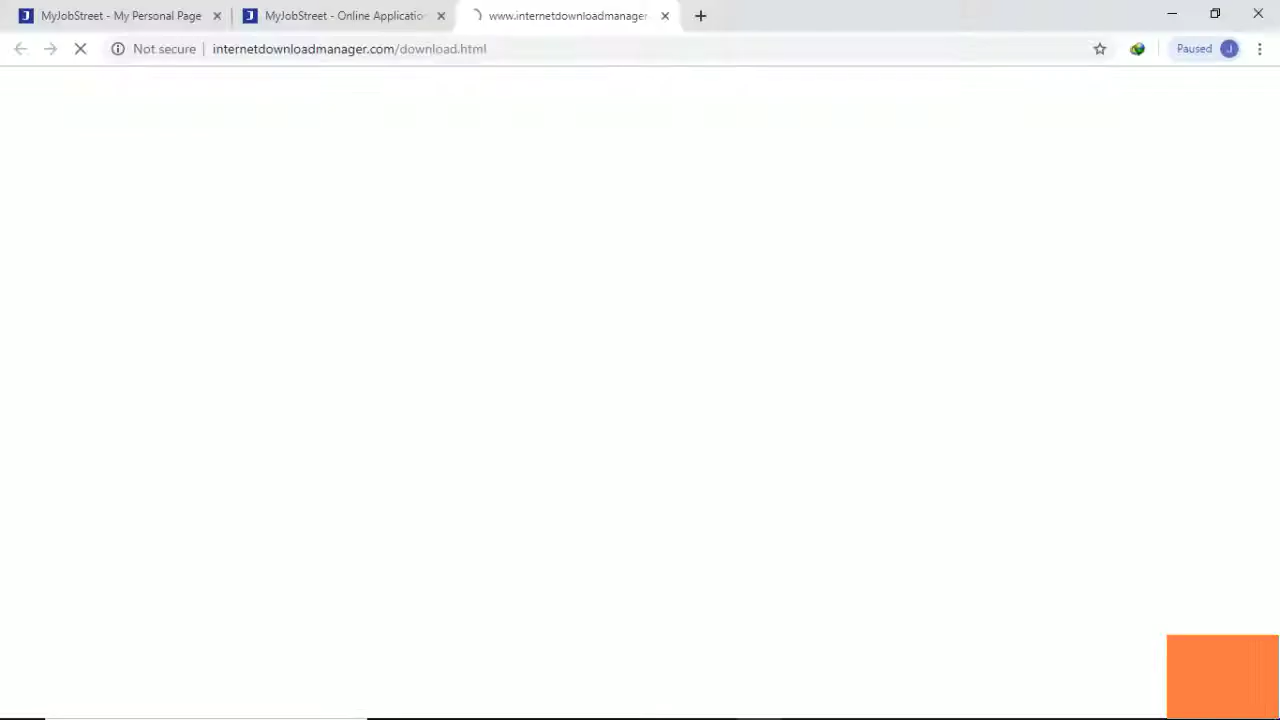 MyJobStreet - My Personal Page
MyJobStreet - Online Applicatio
www.internetdownloadmanager
Not secure
internetdownloadmanager.com/download.html
Paused
J